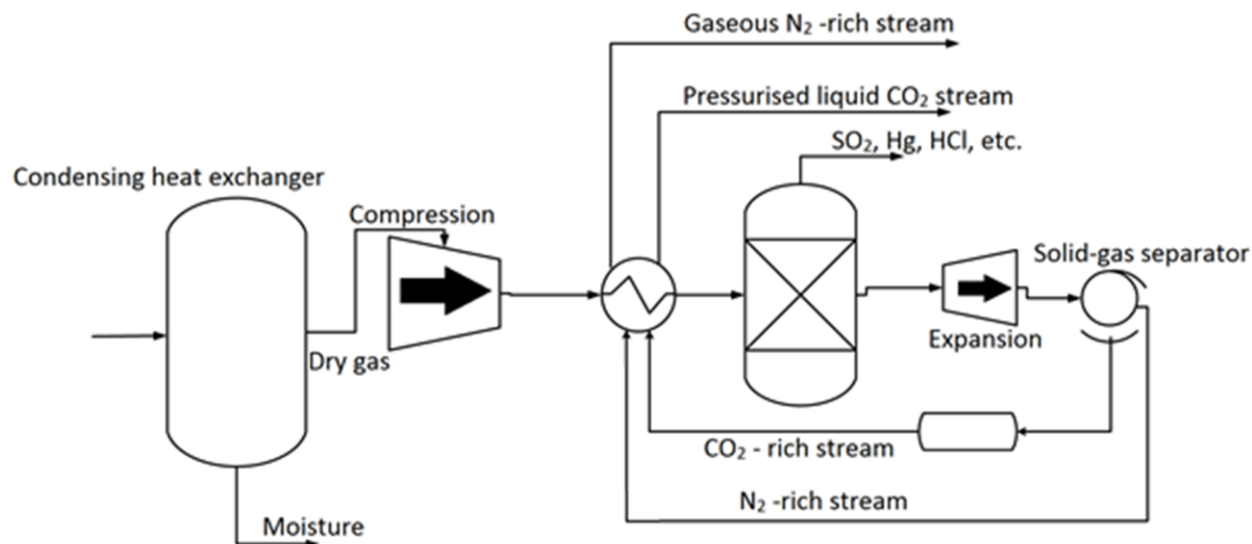 Gaseous N₂ -rich stream
Pressurised liquid CO₂ stream
SO₂, Hg, HCl, etc.
Condensing heat exchanger
Compression
Solid-gas separator
Expansion
Dry gas
CO₂ - rich stream
N₂ -rich stream
Moisture